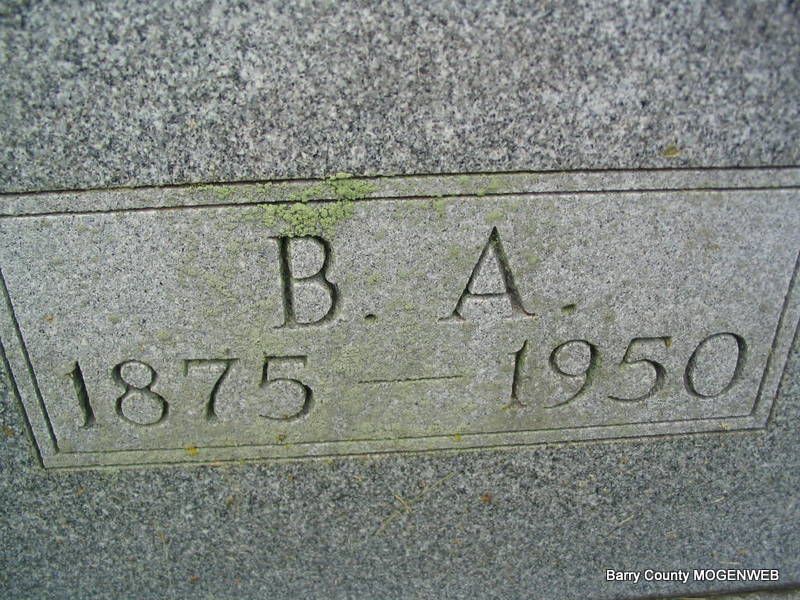 B. A.
1875 — 1950
Barry County MOGENWEB